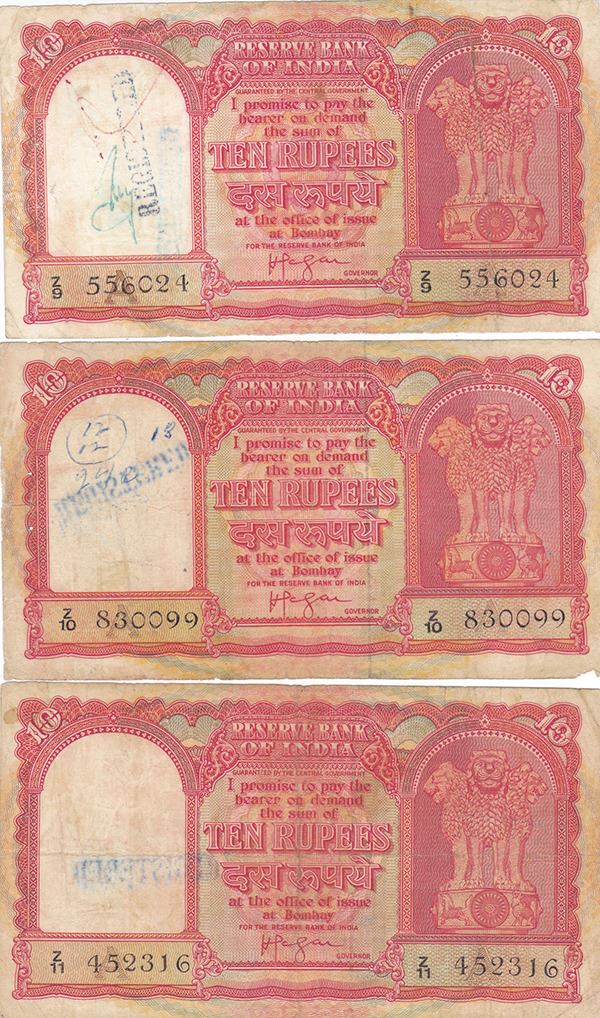 10 RESERVE BANK 10
OF INDIA
GUARANTEED BY THE CENTRAL GOVERNMENT
I promise to pay the
bearer on demand
the sum of
TEN RUPEES
दस रूपये
at the office of issue
at Bombay
FOR THE RESERVE BANK OF INDIA
GOVERNOR
Z/9 556024 A Z/9 556024
10 RESERVE BANK 10
OF INDIA
GUARANTEED BY THE CENTRAL GOVERNMENT
I promise to pay the
bearer on demand
the sum of
TEN RUPEES
दस रूपये
at the office of issue
at Bombay
FOR THE RESERVE BANK OF INDIA
GOVERNOR
12
12
13
Z/10 830099 A Z/10 830099
10 RESERVE BANK 10
OF INDIA
GUARANTEED BY THE CENTRAL GOVERNMENT
I promise to pay the
bearer on demand
the sum of
TEN RUPEES
दस रूपये
at the office of issue
at Bombay
FOR THE RESERVE BANK OF INDIA
GOVERNOR
Z/11 452316 A Z/11 452316